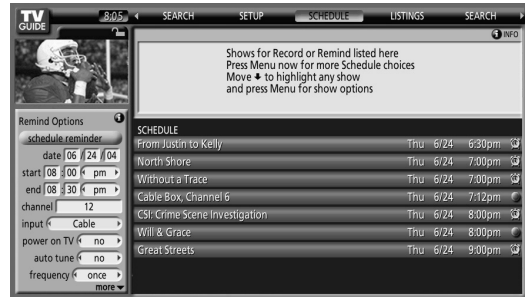 TV GUIDE
8:05
SEARCH SETUP SCHEDULE LISTINGS SEARCH
INFO
Shows for Record or Remind listed here
Press Menu now for more Schedule choices
Move to highlight any show
and press Menu for show options
Remind Options
schedule reminder
date 06 / 24 / 04
start 08 : 00 pm
end 08 : 30 pm
channel 12
input Cable
power on TV no
auto tune no
frequency once
more
SCHEDULE
From Justin to Kelly Thu 6/24 6:30pm
North Shore Thu 6/24 7:00pm
Without a Trace Thu 6/24 7:00pm
Cable Box, Channel 6 Thu 6/24 7:12pm
CSI: Crime Scene Investigation Thu 6/24 8:00pm
Will & Grace Thu 6/24 8:00pm
Great Streets Thu 6/24 9:00pm